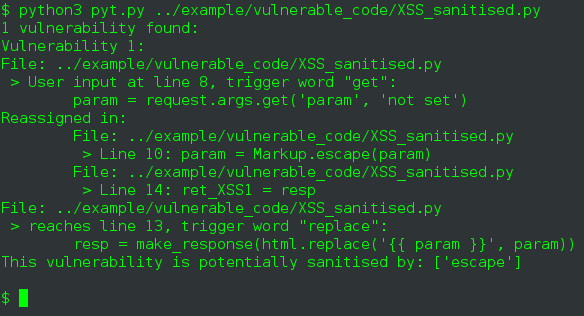 $ python3 pyt.py ../example/vulnerable_code/XSS_sanitised.py
1 vulnerability found:
Vulnerability 1:
File: ../example/vulnerable_code/XSS_sanitised.py
 > User input at line 8, trigger word "get":
        param = request.args.get('param', 'not set')
Reassigned in:
        File: ../example/vulnerable_code/XSS_sanitised.py
         > Line 10: param = Markup.escape(param)
        File: ../example/vulnerable_code/XSS_sanitised.py
         > Line 14: ret_XSS1 = resp
File: ../example/vulnerable_code/XSS_sanitised.py
 > reaches line 13, trigger word "replace":
        resp = make_response(html.replace('{{ param }}', param))
This vulnerability is potentially sanitised by: ['escape']
$